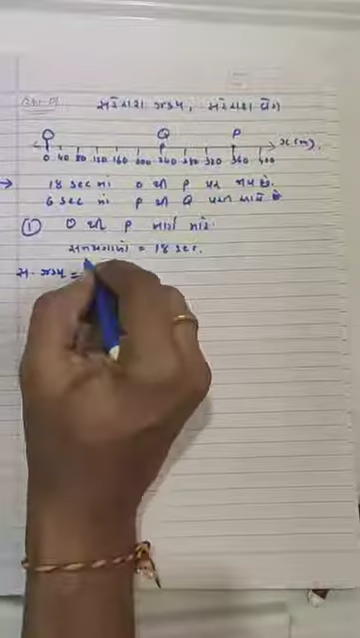 સરેરાશ ઝડપ, સરેરાશ વેગ
O Q P
0 40 80 120 160 200 240 280 320 360 400 x(m).
→ 18 sec માં O થી P પર જાય છે.
6 sec માં P થી Q પર આવે છે
① O થી P માર્ગ માટે
સમયગાળો = 18 sec.
સ. ઝડપ =